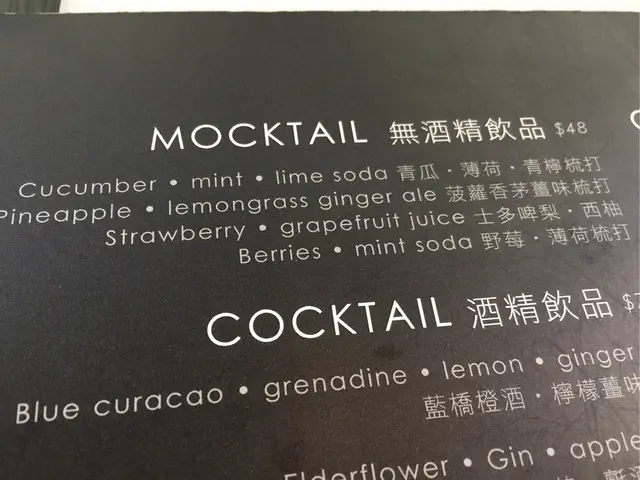 MOCKTAIL 無酒精飲品 $48
Cucumber • mint • lime soda 青瓜・薄荷・青檸梳打
Pineapple • lemongrass ginger ale 菠蘿香茅薑味梳打
Strawberry • grapefruit juice 士多啤梨・西柚
Berries • mint soda 野莓・薄荷梳打
COCKTAIL 酒精飲品
Blue curacao • grenadine • lemon • ginger
藍橋橙酒・檸檬薑味
Elderflower • Gin • apple